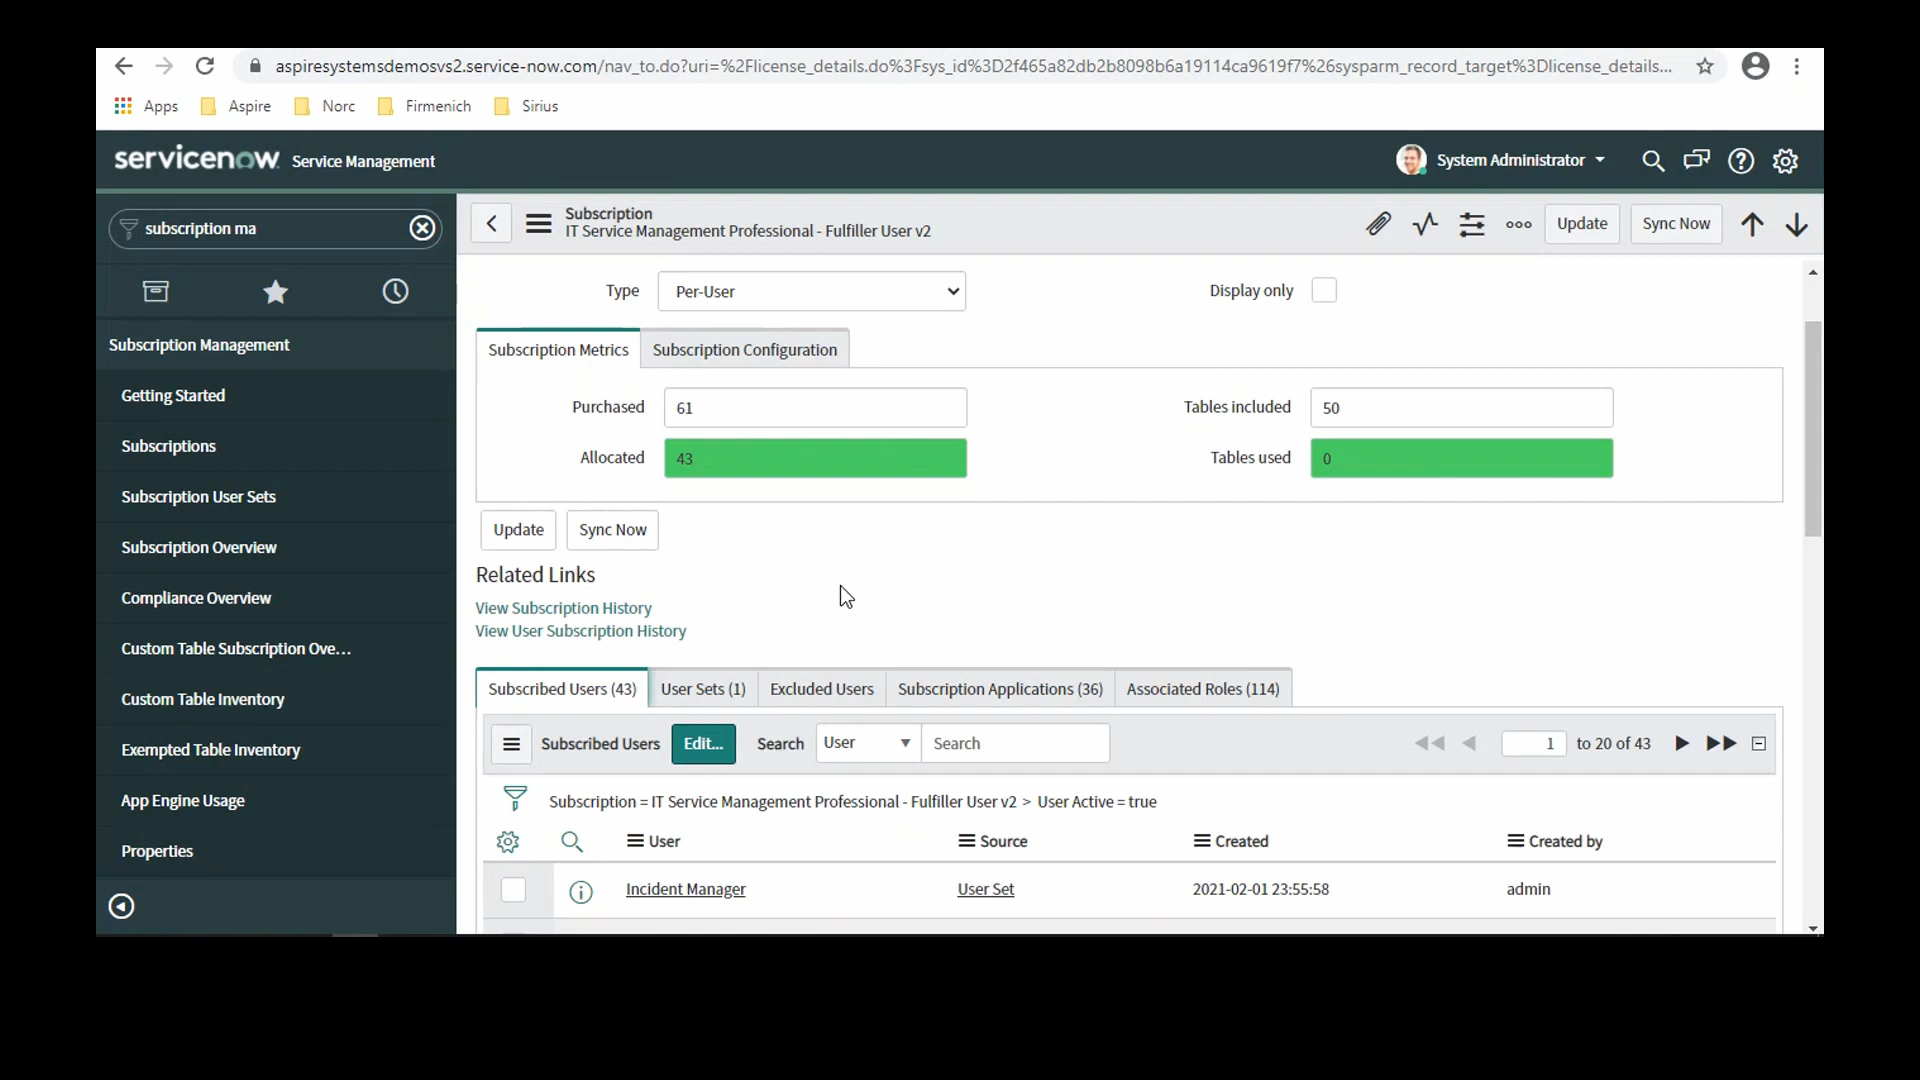 aspiresystemsdemosvs2.service-now.com/nav_to.do?uri=%2Flicense_details.do%3Fsys_id%3D2f465a82db2b8098b6a19114ca9619f7%26sysparm_record_target%3Dlicense_details...
Apps Aspire Norc Firmenich Sirius
servicenow Service Management System Administrator
subscription ma
Subscription
IT Service Management Professional - Fulfiller User v2
Update Sync Now
Type Per-User Display only
Subscription Management
Getting Started
Subscriptions
Subscription User Sets
Subscription Overview
Compliance Overview
Custom Table Subscription Ove...
Custom Table Inventory
Exempted Table Inventory
App Engine Usage
Properties
Subscription Metrics Subscription Configuration
Purchased 61 Tables included 50
Allocated 43 Tables used 0
Update Sync Now
Related Links
View Subscription History
View User Subscription History
Subscribed Users (43) User Sets (1) Excluded Users Subscription Applications (36) Associated Roles (114)
Subscribed Users Edit... Search User Search 1 to 20 of 43
Subscription = IT Service Management Professional - Fulfiller User v2 > User Active = true
User Source Created Created by
Incident Manager User Set 2021-02-01 23:55:58 admin